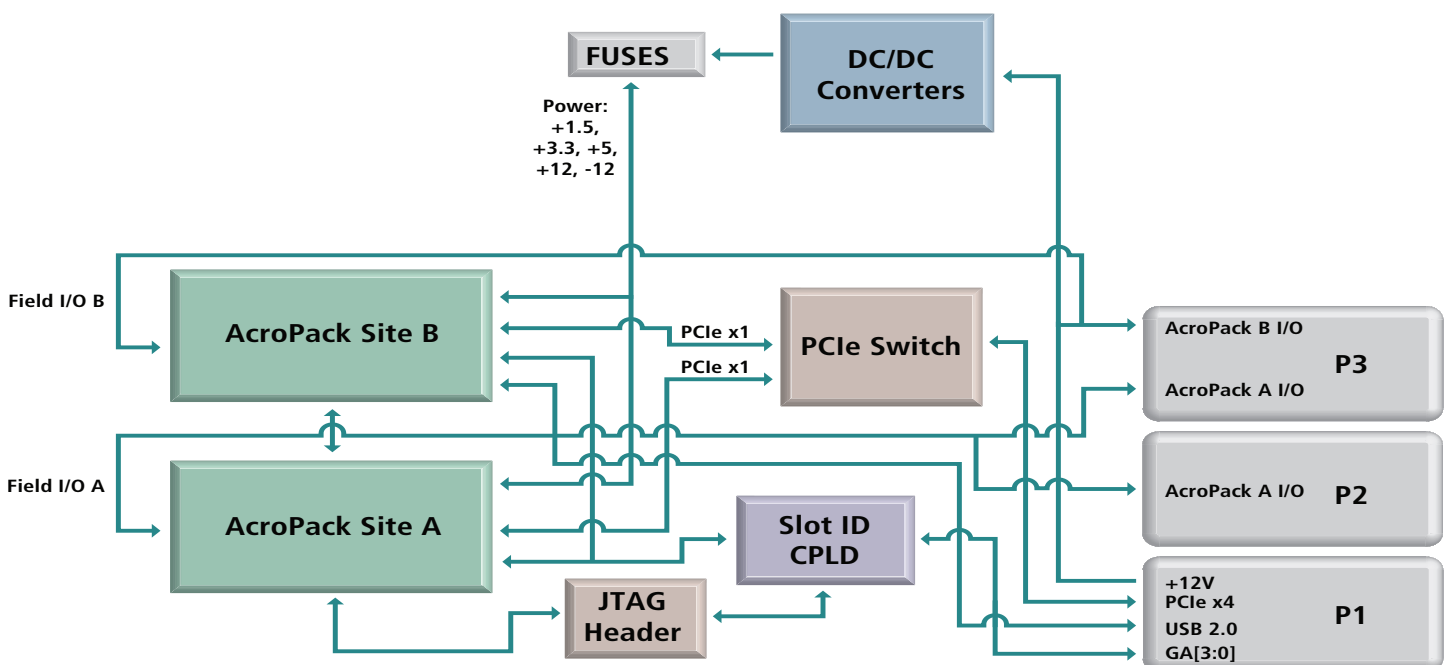 FUSES
DC/DC
Converters
Power:
+1.5,
+3.3, +5,
+12, -12
Field I/O B
AcroPack Site B
PCIe x1
PCIe x1
PCIe Switch
AcroPack B I/O
P3
AcroPack A I/O
Field I/O A
AcroPack Site A
Slot ID
CPLD
AcroPack A I/O
P2
JTAG
Header
+12V
PCIe x4
P1
USB 2.0
GA[3:0]